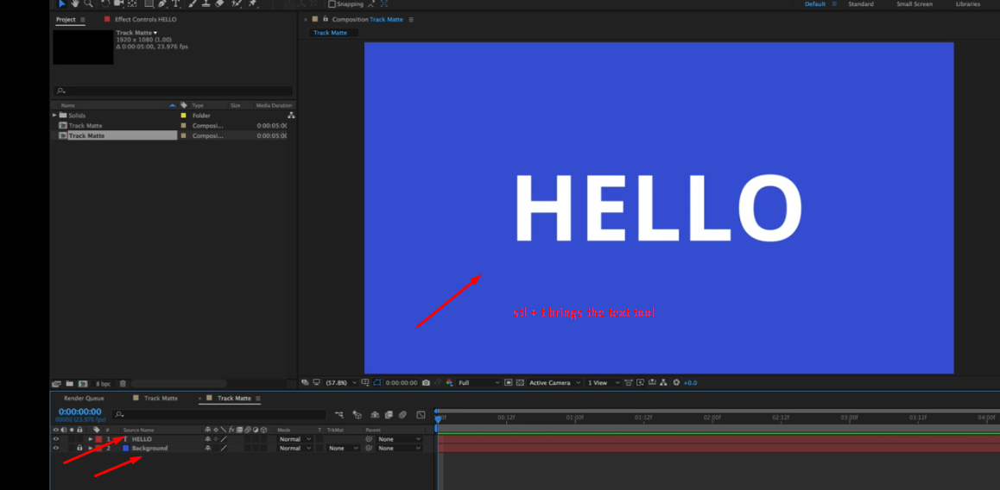 Snapping
Default
Standard
Small Screen
Libraries
Project
Effect Controls HELLO
Composition Track Matte
Track Matte
1920 x 1080 (1.00)
Δ 0:00:05:00, 23.976 fps
Track Matte
Name
Type
Size
Media Duration
Solids
Folder
Track Matte
Composi...
0:00:05:00
Track Matte
Composi...
0:00:05:00
HELLO
brings the text tool
8 bpc
(57.8%)
0:00:00:00
Full
Active Camera
1 View
+0.0
Render Queue
Track Matte
Track Matte
0:00:00:00
00000 (23.976 fps)
:00f
00:12f
01:00f
01:12f
02:00f
02:12f
03:00f
03:12f
04:00f
#
Source Name
Mode
T TrkMat
Parent
1 T HELLO
Normal
None
2 Background
Normal
None
None